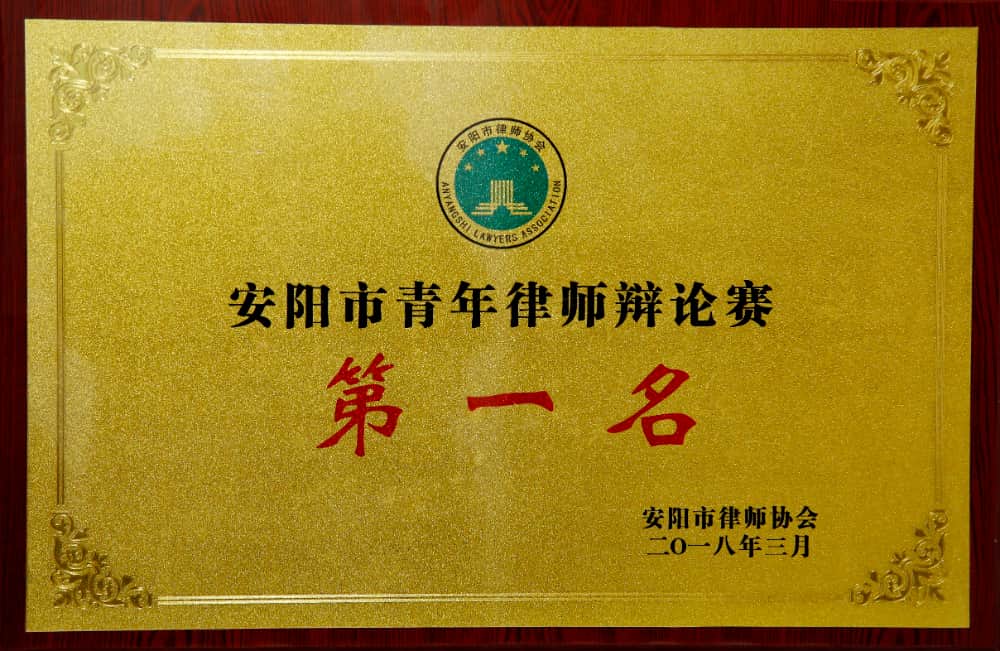 安阳市律师协会
ANYANGSHI LAWYERS ASSOCIATION
安阳市青年律师辩论赛
第一名
安阳市律师协会
二O一八年三月